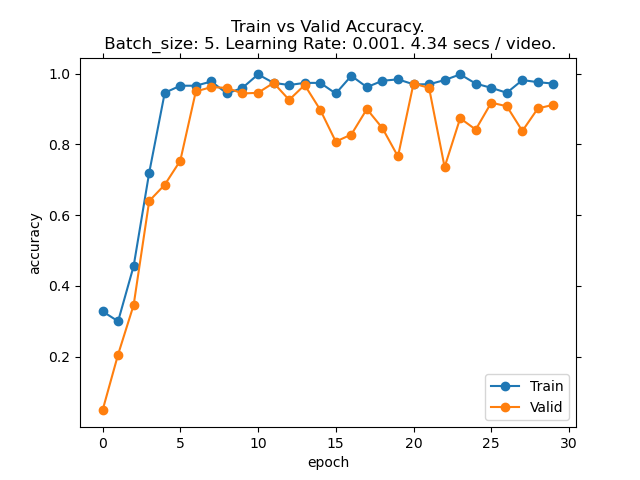 Train vs Valid Accuracy.
Batch_size: 5. Learning Rate: 0.001. 4.34 secs / video.
1.0
0.8
0.6
0.4
0.2
accuracy
Train
Valid
0 5 10 15 20 25 30
epoch